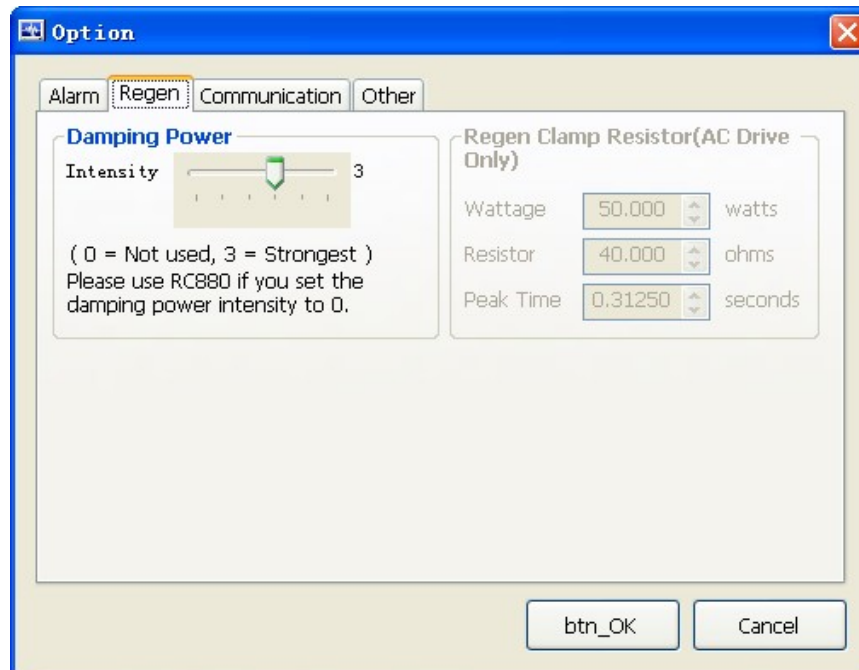 Option
Alarm Regen Communication Other
Damping Power
Intensity 3
( 0 = Not used, 3 = Strongest )
Please use RC880 if you set the
damping power intensity to 0.
Regen Clamp Resistor(AC Drive
Only)
Wattage 50.000 watts
Resistor 40.000 ohms
Peak Time 0.31250 seconds
btn_OK Cancel